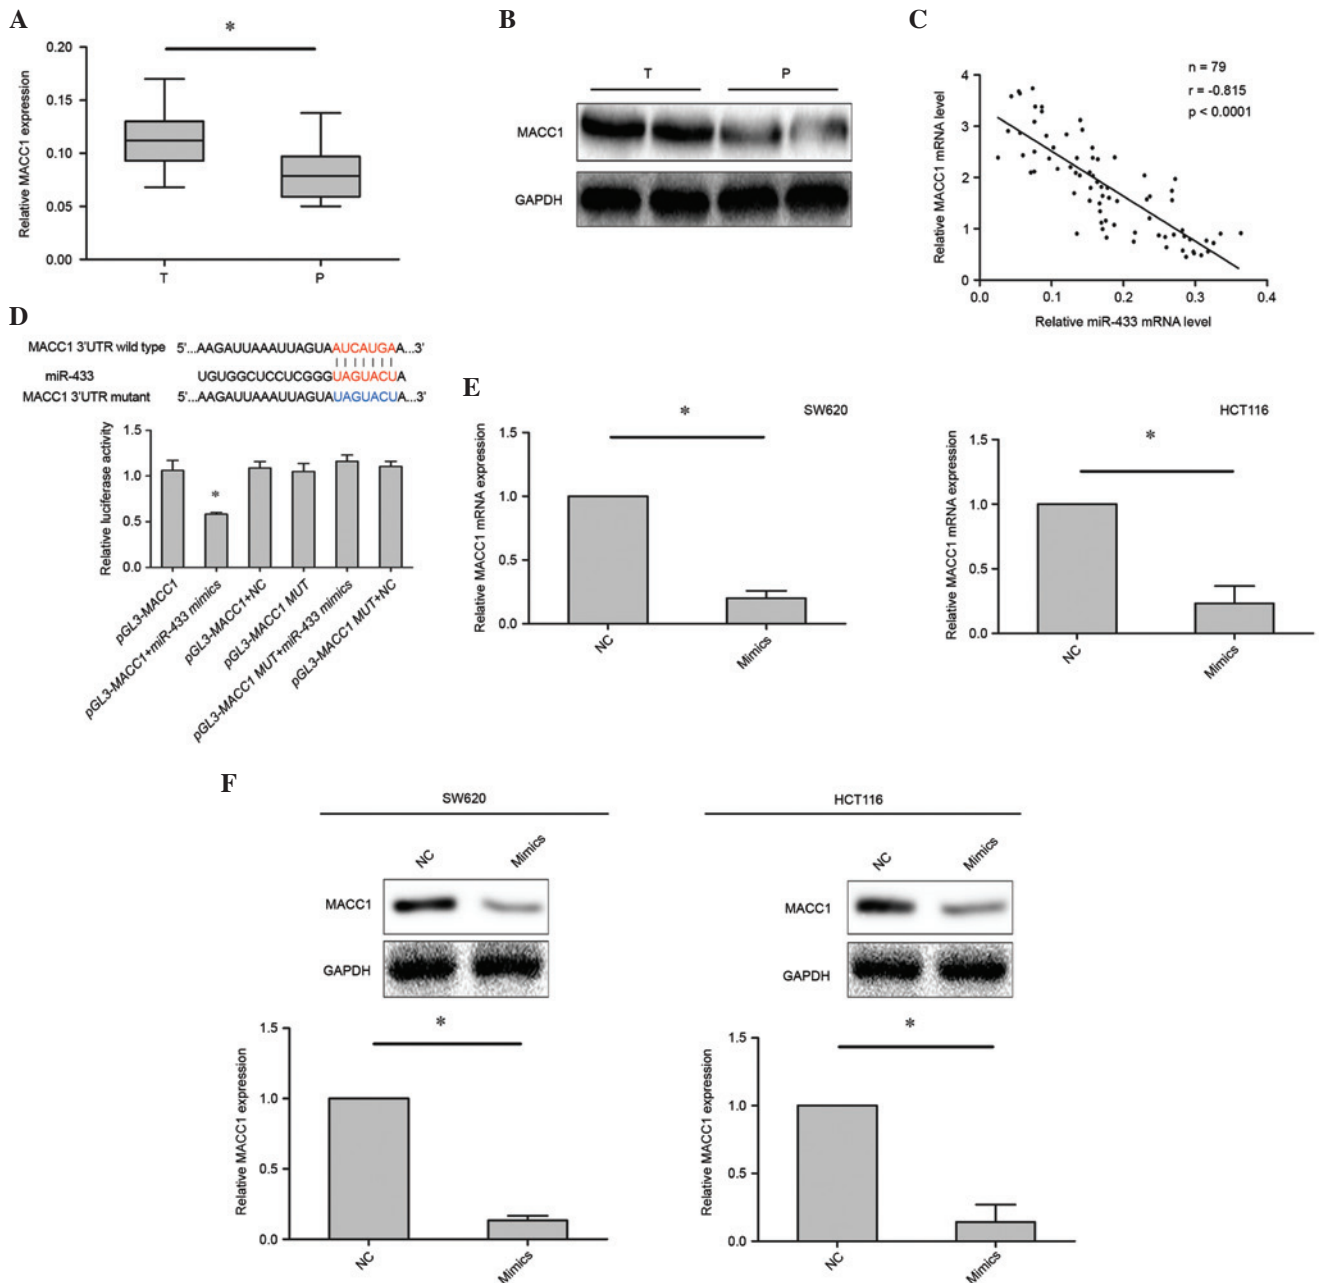 A
*
Relative MACC1 expression
0.20
0.15
0.10
0.05
0.00
T
P
B
T P
MACC1
GAPDH
C
n = 79
r = -0.815
p < 0.0001
Relative MACC1 mRNA level
4
3
2
1
0
0.0 0.1 0.2 0.3 0.4
Relative miR-433 mRNA level
D
MACC1 3'UTR wild type 5'...AAGAUUAAAUUAGUAAUCAUGAA...3'
miR-433 UGUGGCUCCUCGGGUAGUACUA
MACC1 3'UTR mutant 5'...AAGAUUAAAUUAGUAUAGUACUA...3'
Relative luciferase activity
1.5
1.0
0.5
0.0
*
pGL3-MACC1
pGL3-MACC1+miR-433 mimics
pGL3-MACC1+NC
pGL3-MACC1 MUT
pGL3-MACC1 MUT+miR-433 mimics
pGL3-MACC1 MUT+NC
E
SW620
*
Relative MACC1 mRNA expression
1.5
1.0
0.5
0.0
NC
Mimics
HCT116
*
Relative MACC1 mRNA expression
1.5
1.0
0.5
0.0
NC
Mimics
F
SW620
NC
Mimics
MACC1
GAPDH
*
Relative MACC1 expression
1.5
1.0
0.5
0.0
NC
Mimics
HCT116
NC
Mimics
MACC1
GAPDH
*
Relative MACC1 expression
1.5
1.0
0.5
0.0
NC
Mimics